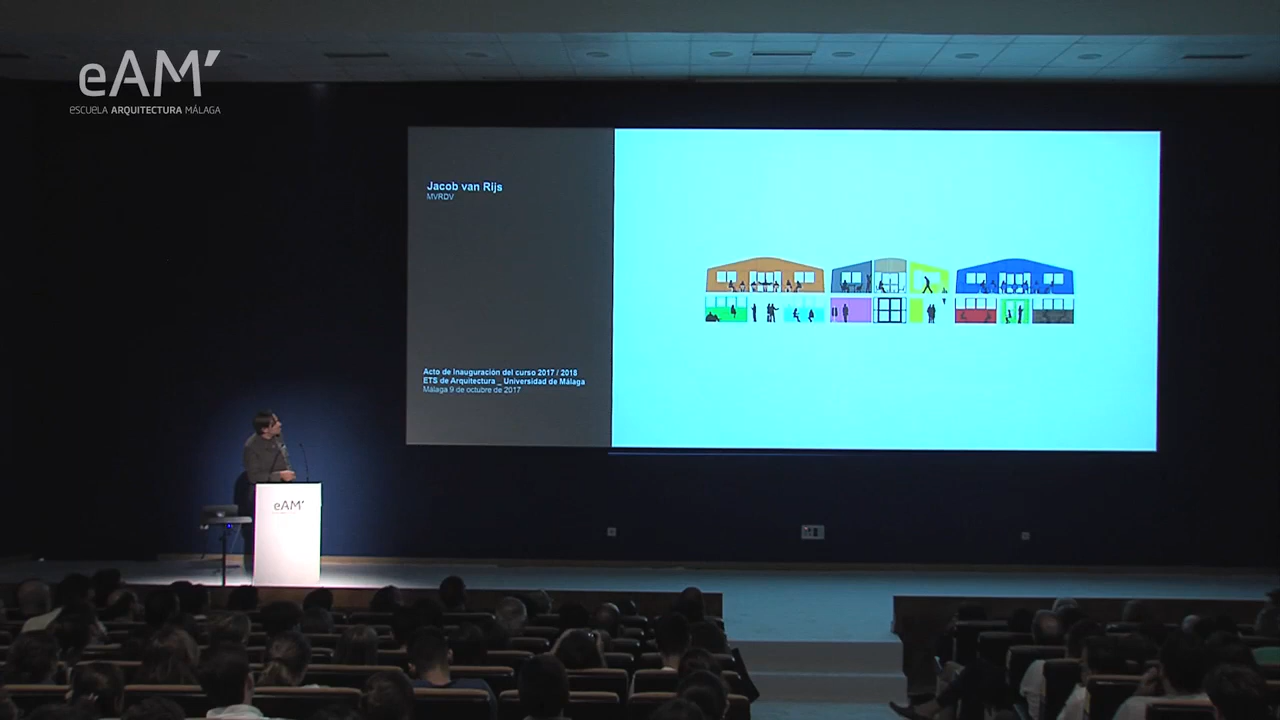 eAM'
ESCUELA ARQUITECTURA MÁLAGA
Jacob van Rijs
MVRDV
Acto de Inauguración del curso 2017 / 2018
ETS de Arquitectura _ Universidad de Málaga
Málaga 9 de octubre de 2017
eAM'